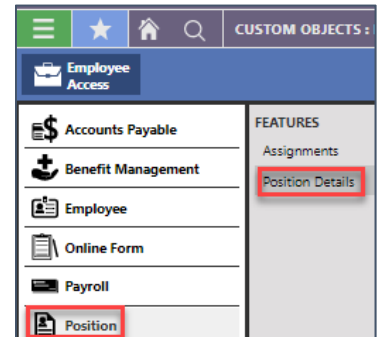 CUSTOM OBJECTS :
Employee
Access
Accounts Payable
Benefit Management
Employee
Online Form
Payroll
Position
FEATURES
Assignments
Position Details